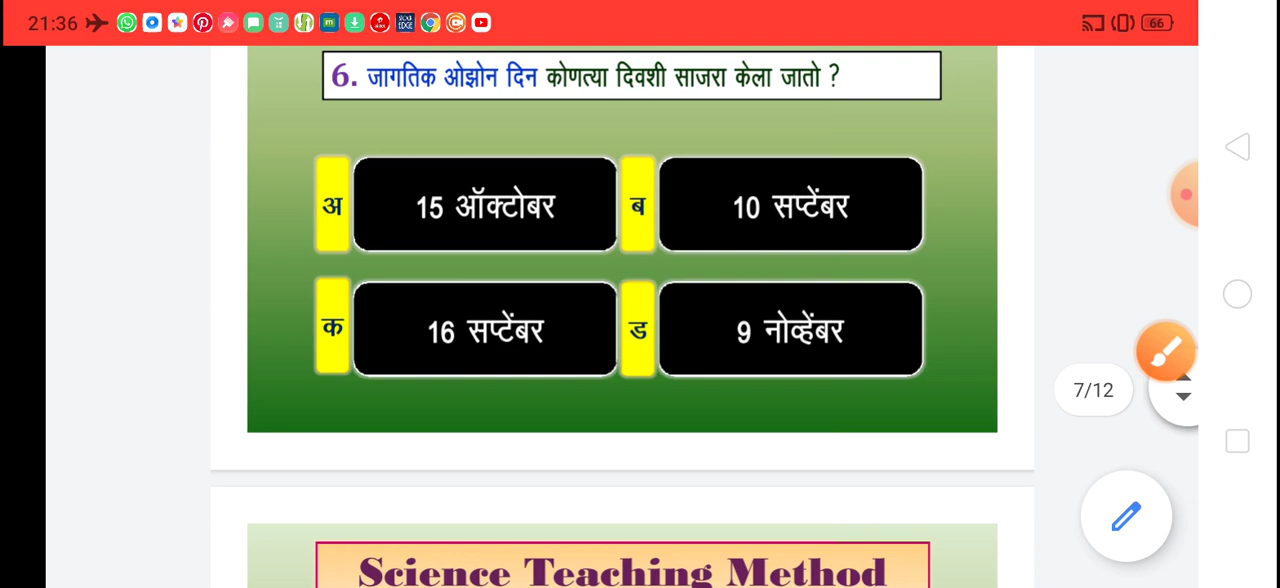 21:36
66
6. जागतिक ओझोन दिन कोणत्या दिवशी साजरा केला जातो ?
अ 15 ऑक्टोबर ब 10 सप्टेंबर
क 16 सप्टेंबर ड 9 नोव्हेंबर
7/12
Science Teaching Method